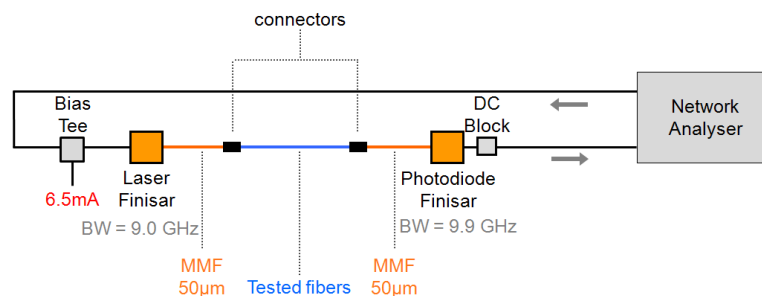 connectors
Bias
Tee
DC
Block
Network
Analyser
Laser
Finisar
Photodiode
Finisar
6.5mA
BW = 9.0 GHz
BW = 9.9 GHz
MMF
50µm
Tested fibers
MMF
50µm